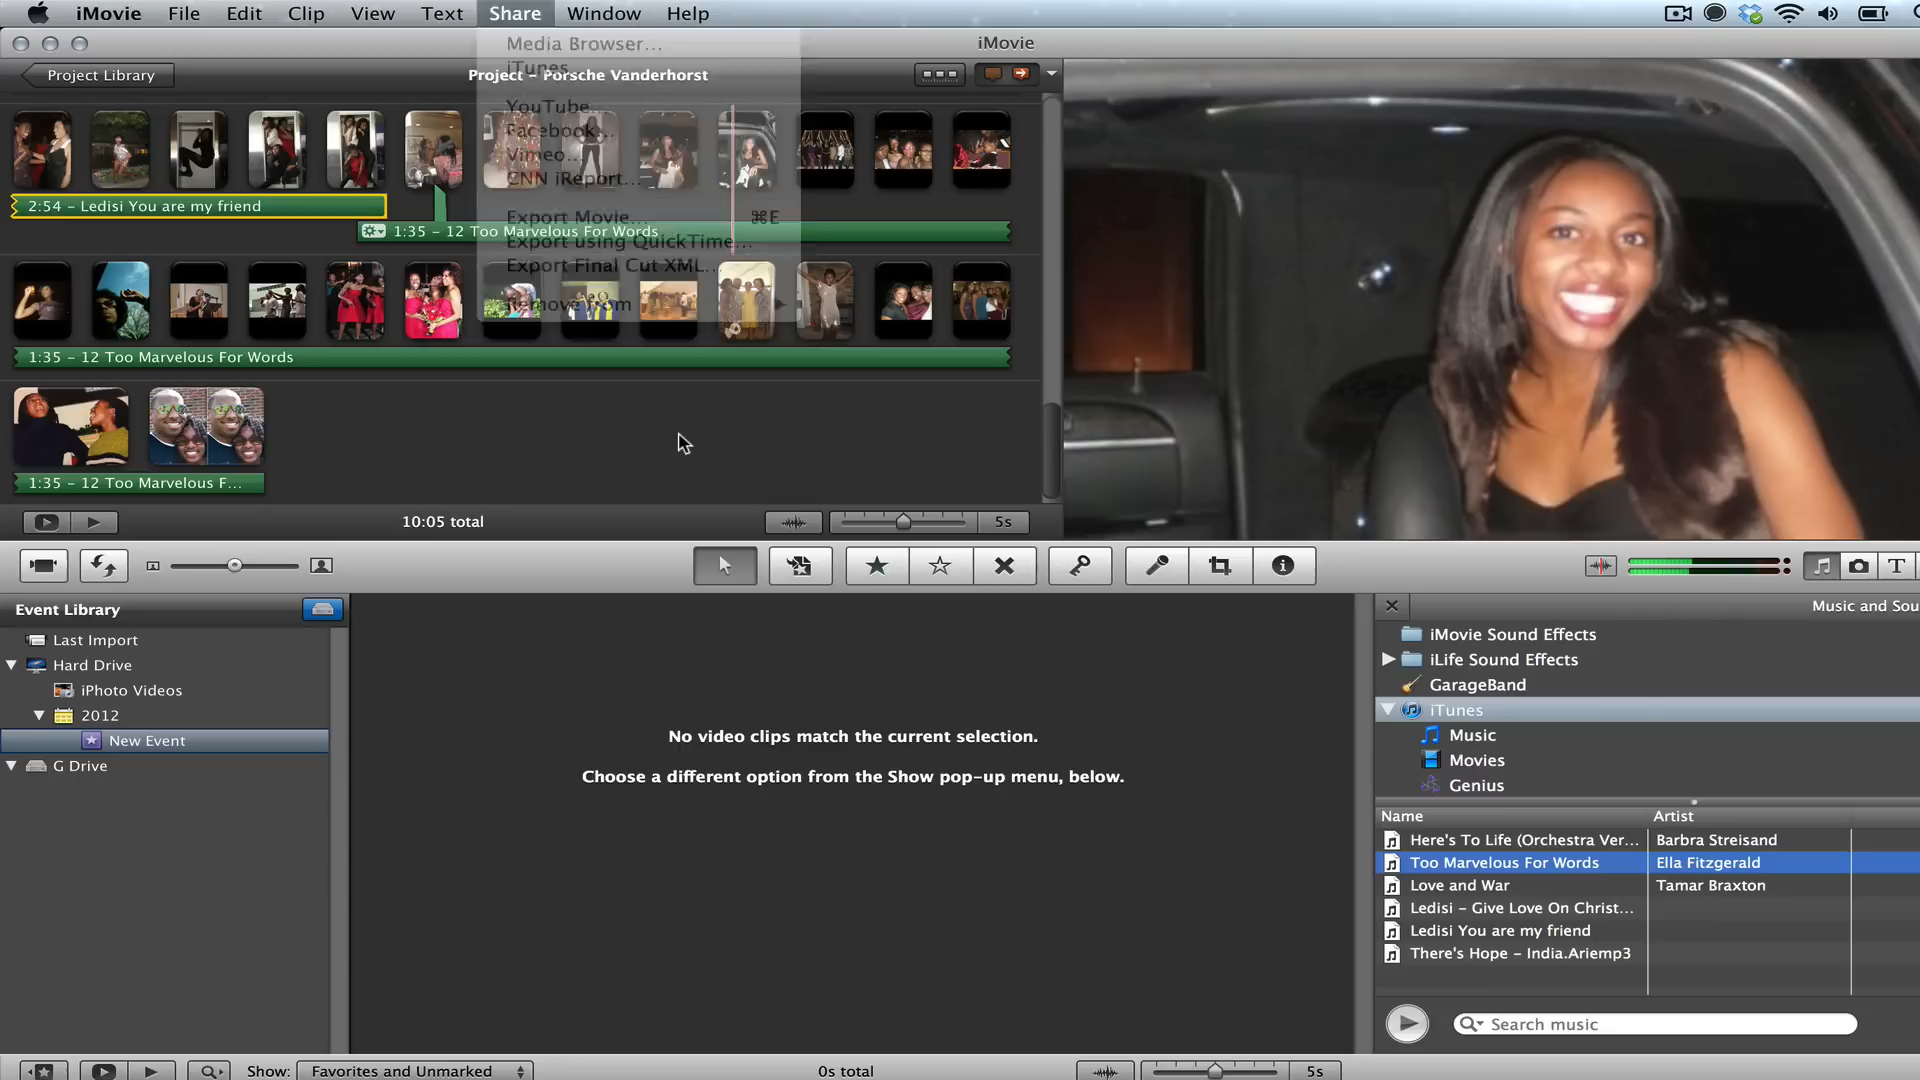 iMovie File Edit Clip View Text Share Window Help
iMovie
Project Library
Project - Porsche Vanderhorst
Media Browser...
iTunes...
YouTube...
Facebook...
Vimeo...
CNN iReport...
Export Movie... ⌘E
Export using QuickTime...
Export Final Cut XML...
Remove from
2:54 - Ledisi You are my friend
1:35 - 12 Too Marvelous For Words
1:35 - 12 Too Marvelous For Words
1:35 - 12 Too Marvelous F...
10:05 total
5s
T
Event Library
Last Import
Hard Drive
iPhoto Videos
2012
New Event
G Drive
No video clips match the current selection.
Choose a different option from the Show pop-up menu, below.
Music and Sou
iMovie Sound Effects
iLife Sound Effects
GarageBand
iTunes
Music
Movies
Genius
Name Artist
Here's To Life (Orchestra Ver... Barbra Streisand
Too Marvelous For Words Ella Fitzgerald
Love and War Tamar Braxton
Ledisi - Give Love On Christ...
Ledisi You are my friend
There's Hope - India.Ariemp3
Search music
Show: Favorites and Unmarked
0s total
5s